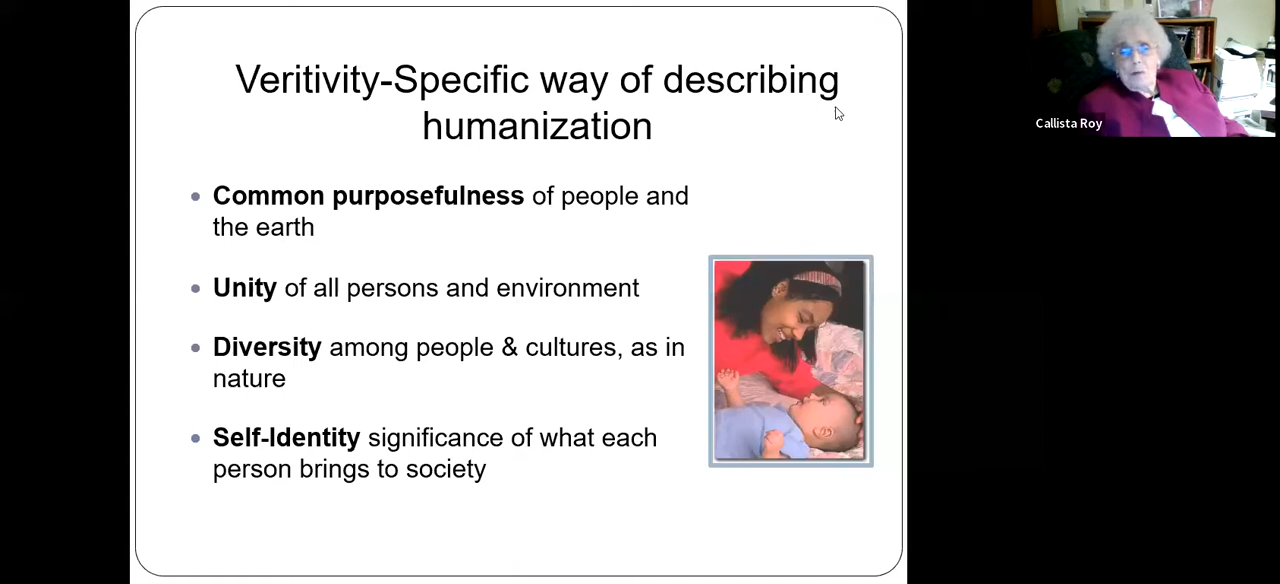 Veritivity-Specific way of describing
humanization
• Common purposefulness of people and
the earth
• Unity of all persons and environment
• Diversity among people & cultures, as in
nature
• Self-Identity significance of what each
person brings to society
Callista Roy